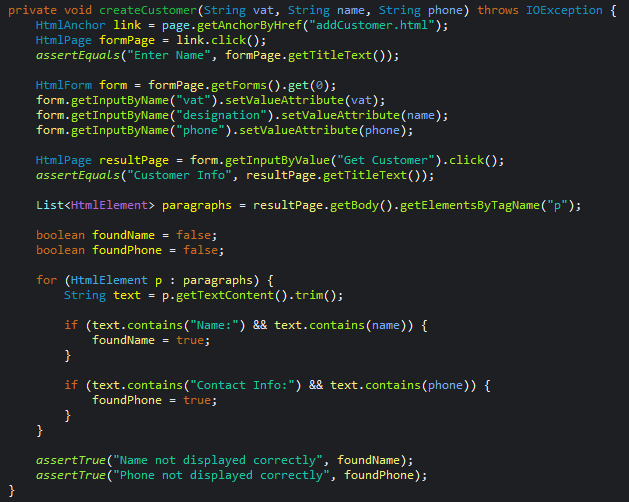 private void createCustomer(String vat, String name, String phone) throws IOException {
    HtmlAnchor link = page.getAnchorByHref("addCustomer.html");
    HtmlPage formPage = link.click();
    assertEquals("Enter Name", formPage.getTitleText());

    HtmlForm form = formPage.getForms().get(0);
    form.getInputByName("vat").setValueAttribute(vat);
    form.getInputByName("designation").setValueAttribute(name);
    form.getInputByName("phone").setValueAttribute(phone);

    HtmlPage resultPage = form.getInputByValue("Get Customer").click();
    assertEquals("Customer Info", resultPage.getTitleText());

    List<HtmlElement> paragraphs = resultPage.getBody().getElementsByTagName("p");

    boolean foundName = false;
    boolean foundPhone = false;

    for (HtmlElement p : paragraphs) {
        String text = p.getTextContent().trim();

        if (text.contains("Name:") && text.contains(name)) {
            foundName = true;
        }

        if (text.contains("Contact Info:") && text.contains(phone)) {
            foundPhone = true;
        }
    }

    assertTrue("Name not displayed correctly", foundName);
    assertTrue("Phone not displayed correctly", foundPhone);
}